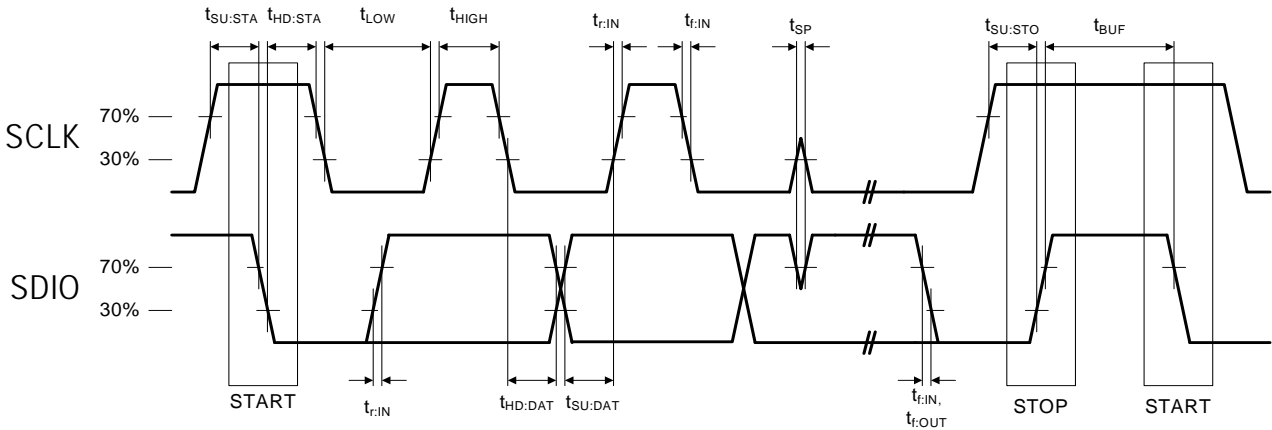 tSU:STA tHD:STA tLOW tHIGH tr:IN tf:IN tSP tSU:STO tBUF
SCLK
70%
30%
SDIO
70%
30%
START
tr:IN
tHD:DAT tSU:DAT
tf:IN,
tf:OUT
STOP
START